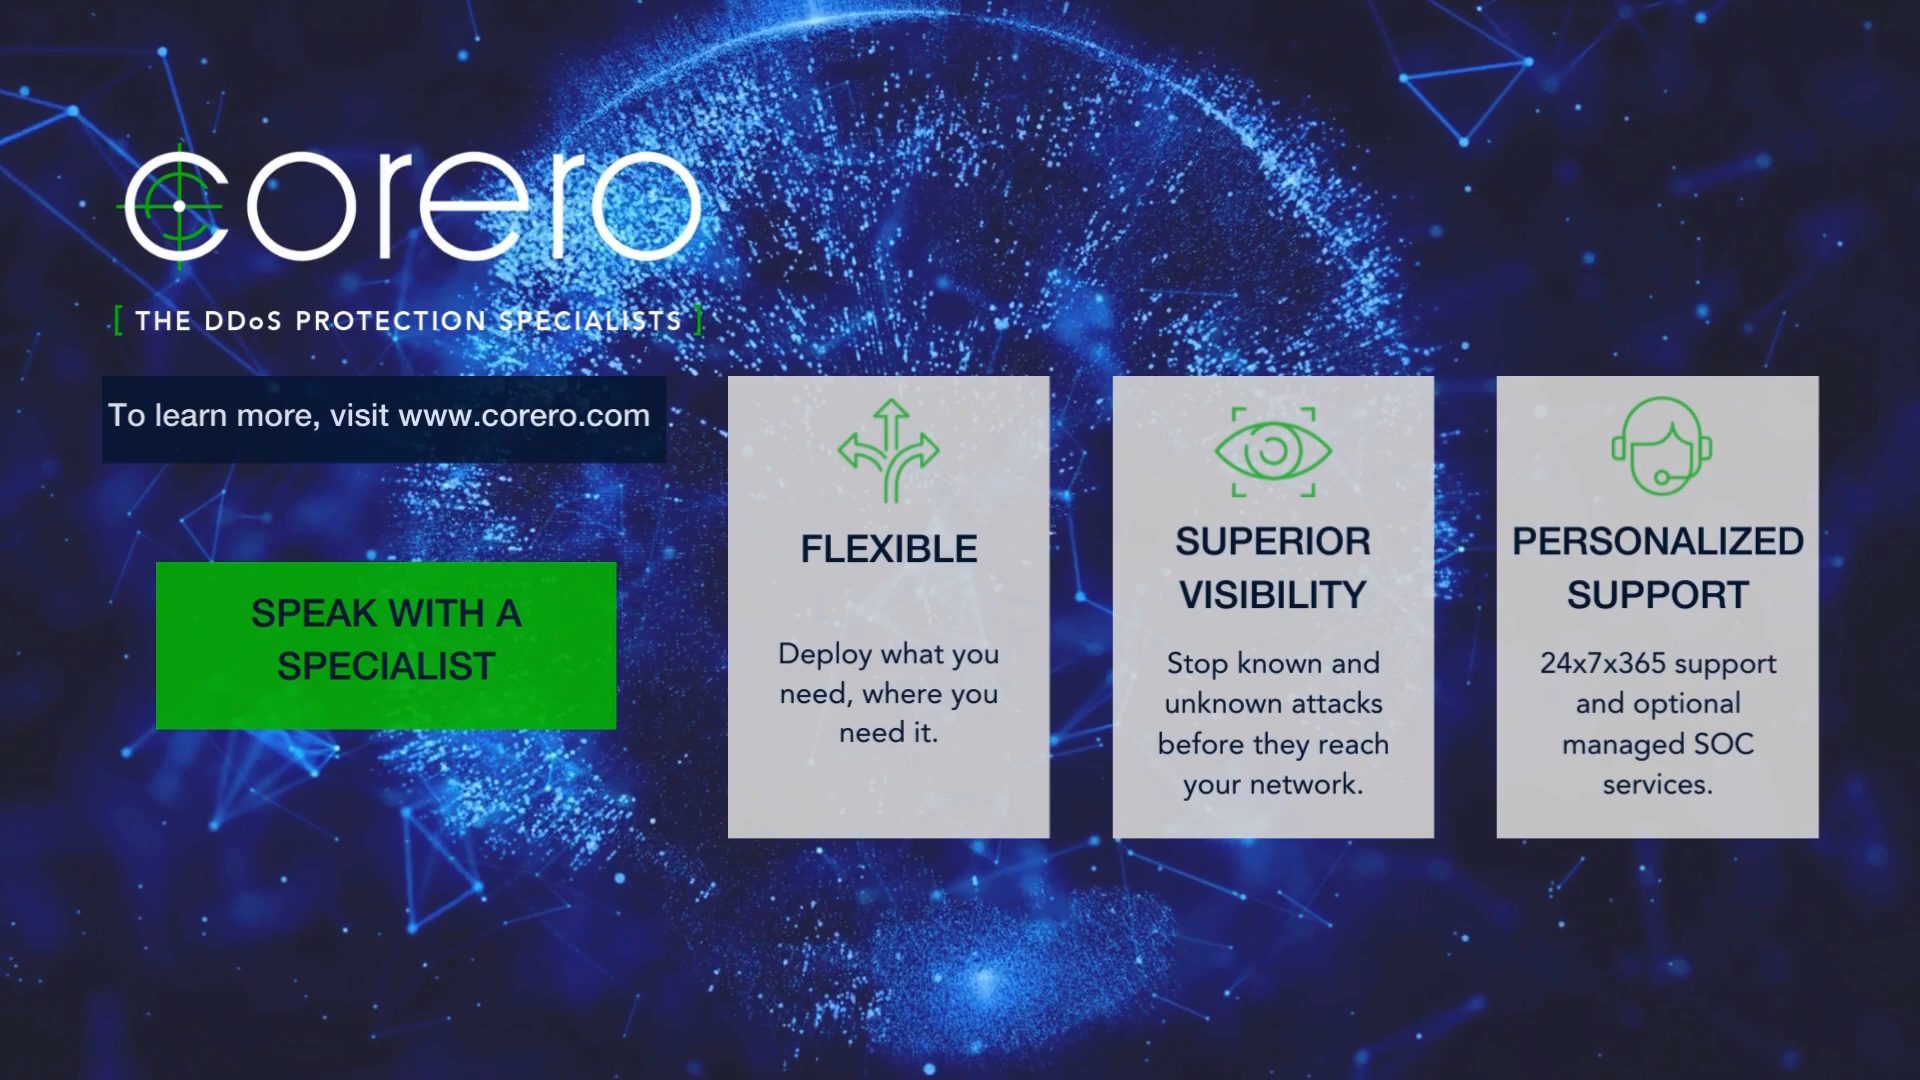 corero
[ THE DDoS PROTECTION SPECIALISTS ]
To learn more, visit www.corero.com
SPEAK WITH A
SPECIALIST
FLEXIBLE
Deploy what you
need, where you
need it.
SUPERIOR
VISIBILITY
Stop known and
unknown attacks
before they reach
your network.
PERSONALIZED
SUPPORT
24x7x365 support
and optional
managed SOC
services.